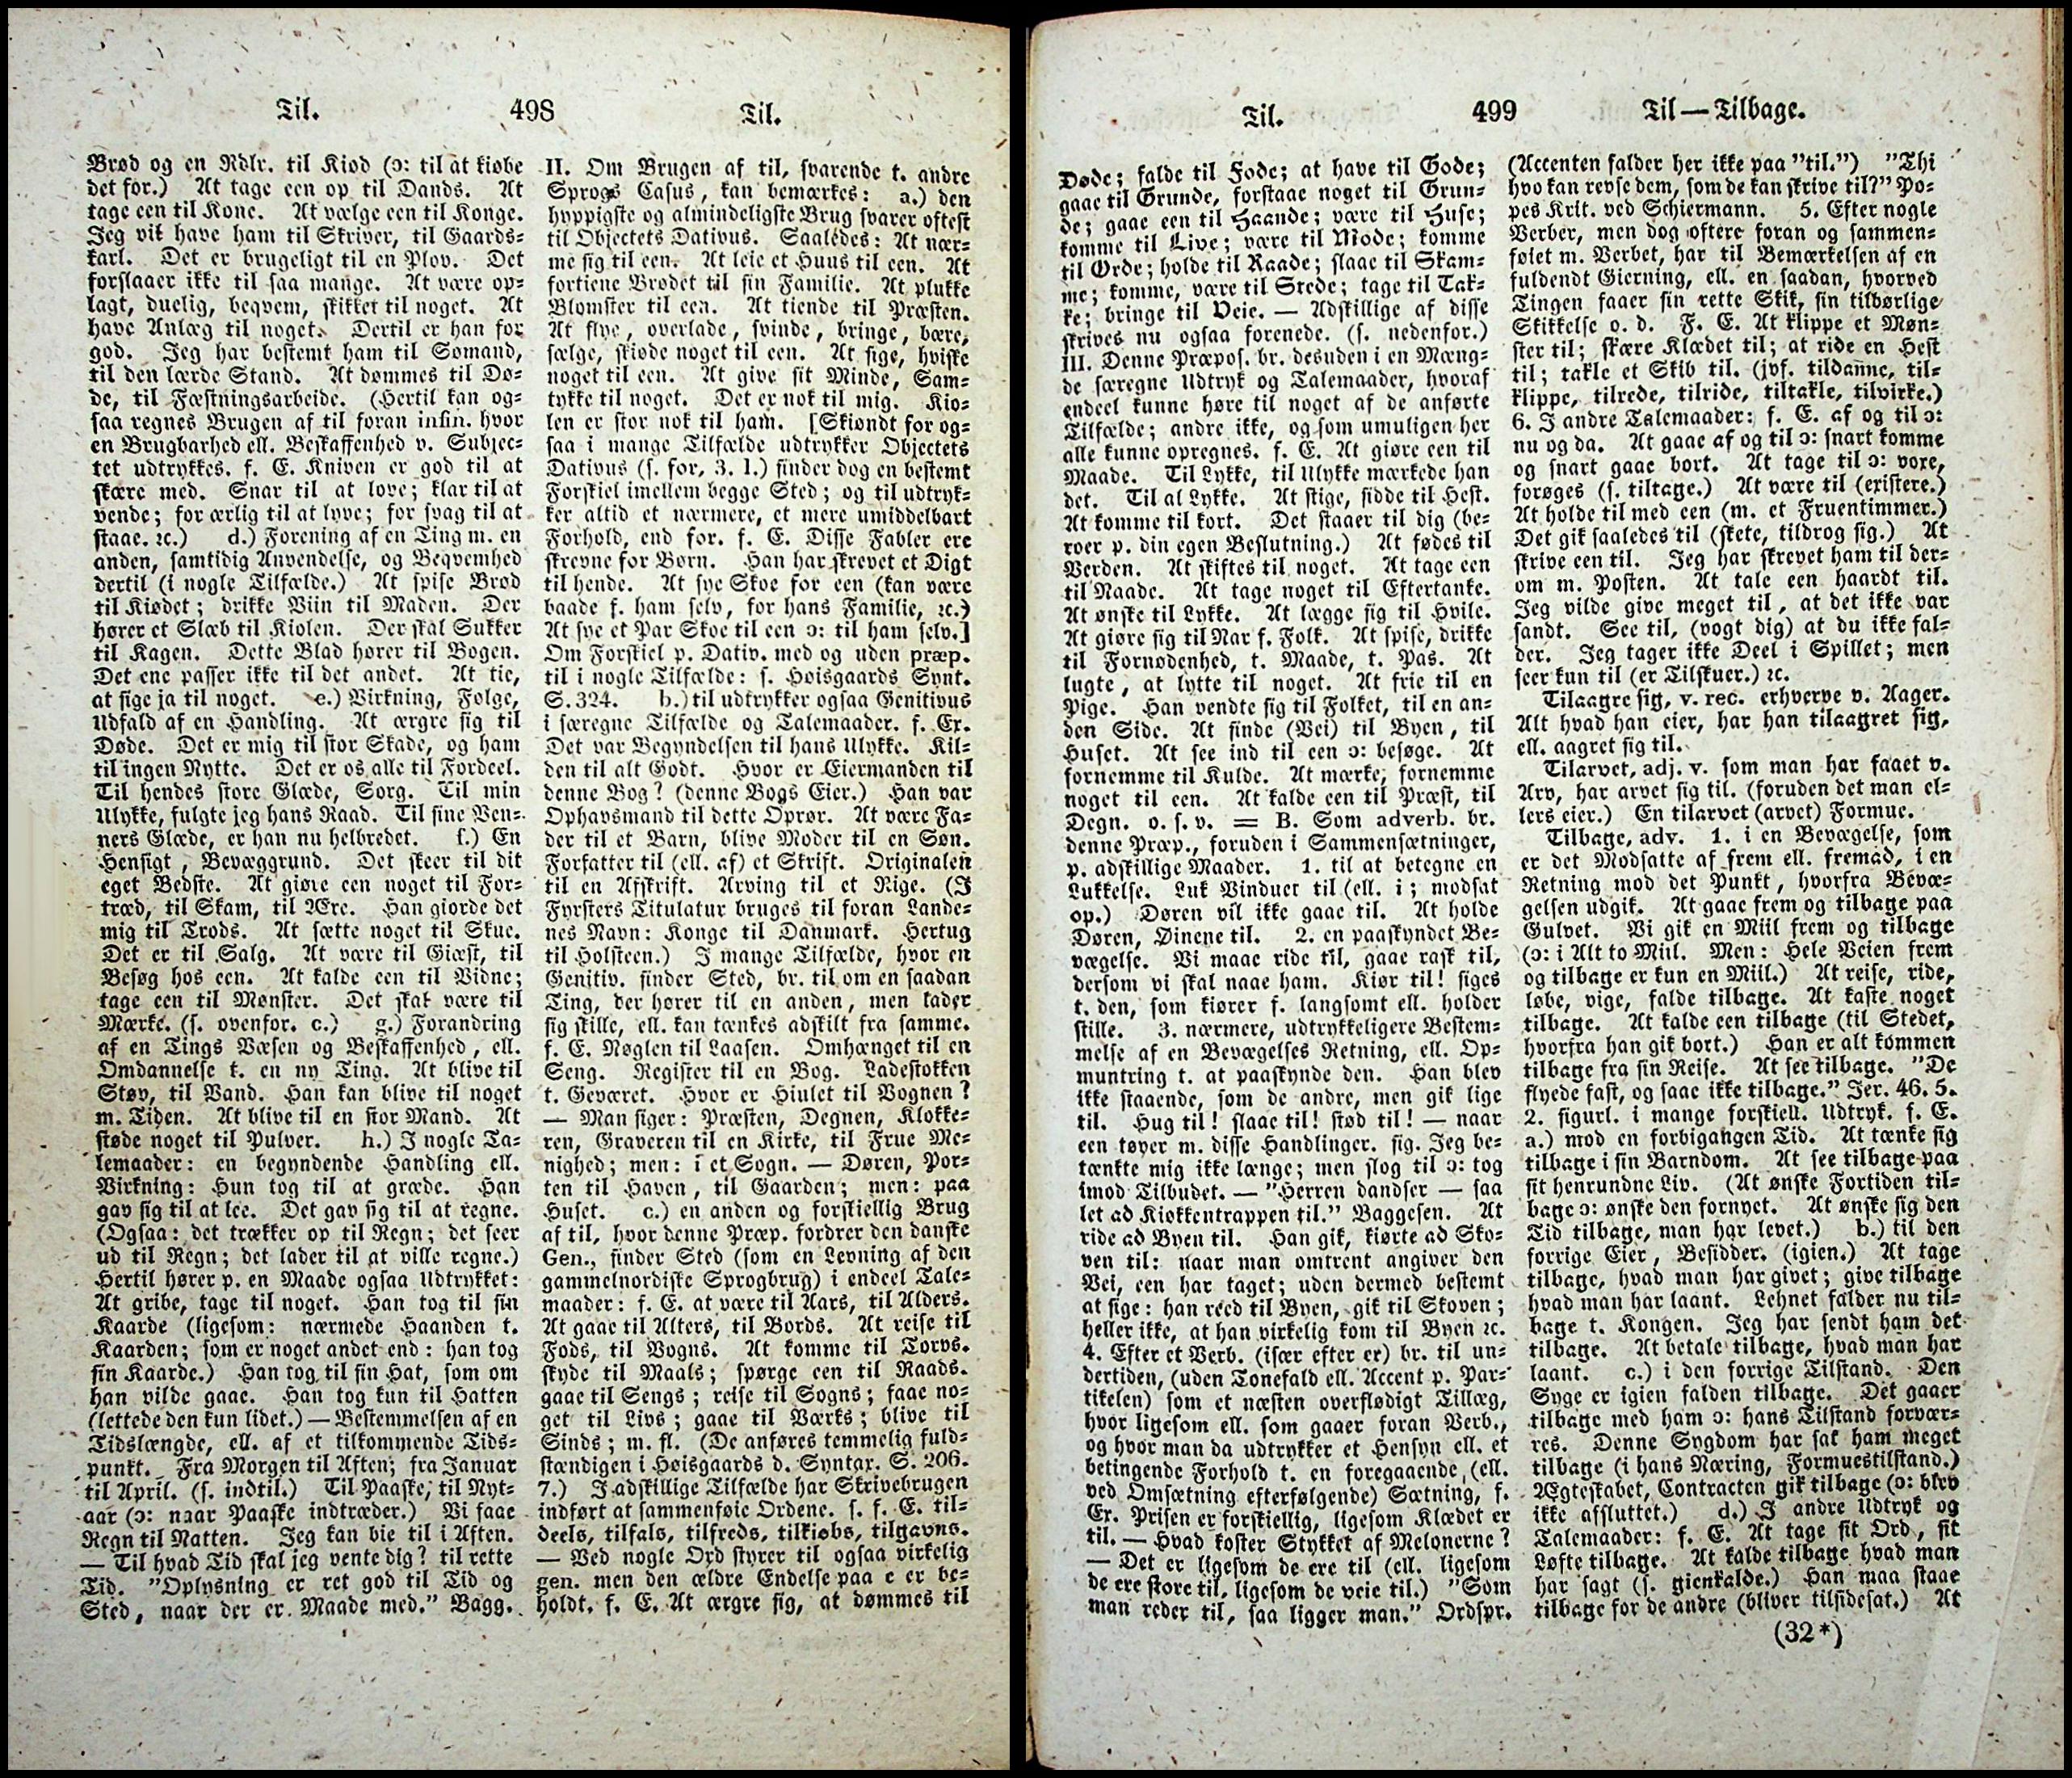 Til. 498 Til.
Brød og en Rdlr. til Kiød (ɔ: til at kiøbe
det for.) At tage een op til Dands. At
tage een til Kone. At vælge een til Konge.
Jeg vil have ham til Skriver, til Gaards-
karl. Det er brugeligt til en Plov. Det
forslaaer ikke til saa mange. At være op-
lagt, duelig, beqvem, skikket til noget. At
have Anlæg til noget. Dertil er han for
god. Jeg har bestemt ham til Sømand,
til den lærde Stand. At dømmes til Dø-
de, til Fæstningsarbeide. (Hertil kan og-
saa regnes Brugen af til foran infin. hvor
en Brugbarhed ell. Beskaffenhed v. Subjec-
tet udtrykkes. f. E. Kniven er god til at
skære med. Snar til at love; klar til at
vende; for ærlig til at lyve; for svag til at
staae. ꝛc.) d.) Forening af en Ting m. en
anden, samtidig Anvendelse, og Beqvemhed
dertil (i nogle Tilfælde.) At spise Brød
til Kiødet; drikke Viin til Maden. Der
hører et Slæb til Kiolen. Der skal Sukker
til Kagen. Dette Blad hører til Bogen.
Det ene passer ikke til det andet. At tie,
at sige ja til noget. e.) Virkning, Følge,
Udfald af en Handling. At ærgre sig til
Døde. Det er mig til stor Skade, og ham
til ingen Nytte. Det er os alle til Fordeel.
Til hendes store Glæde, Sorg. Til min
Ulykke, fulgte jeg hans Raad. Til sine Ven-
ners Glæde, er han nu helbredet. f.) En
Hensigt, Bevæggrund. Det skeer til dit
eget Bedste. At giøre een noget til For-
træd, til Skam, til Ære. Han giorde det
mig til Trods. At sætte noget til Skue.
Det er til Salg. At være til Giæst, til
Besøg hos een. At kalde een til Vidne;
tage een til Mønster. Det skal være til
Mærke. (s. ovenfor. c.) g.) Forandring
af en Tings Væsen og Beskaffenhed, ell.
Omdannelse t. en ny Ting. At blive til
Støv, til Vand. Han kan blive til noget
m. Tiden. At blive til en stor Mand. At
støde noget til Pulver. h.) I nogle Ta-
lemaader: en begyndende Handling ell.
Virkning: Hun tog til at græde. Han
gav sig til at lee. Det gav sig til at regne.
(Ogsaa: det trækker op til Regn; det seer
ud til Regn; det lader til at ville regne.)
Hertil hører p. en Maade ogsaa Udtrykket:
At gribe, tage til noget. Han tog til sin
Kaarde (ligesom: nærmede Haanden t.
Kaarden; som er noget andet end: han tog
sin Kaarde.) Han tog til sin Hat, som om
han vilde gaae. Han tog kun til Hatten
(lettede den kun lidet.) — Bestemmelsen af en
Tidslængde, ell. af et tilkommende Tids-
punkt. Fra Morgen til Aften; fra Januar
til April. (s. indtil.) Til Paaske, til Nyt-
aar (ɔ: naar Paaske indtræder.) Vi faae
Regn til Natten. Jeg kan bie til i Aften.
— Til hvad Tid skal jeg vente dig? til rette
Tid. "Oplysning er ret god til Tid og
Sted, naar der er Maade med." Bagg.
II. Om Brugen af til, svarende t. andre
Sprogs Casus, kan bemærkes: a.) den
hyppigste og almindeligste Brug svarer oftest
til Objectets Dativus. Saaledes: At nær-
me sig til een. At leie et Huus til een. At
fortiene Brødet til sin Familie. At plukke
Blomster til een. At tiende til Præsten.
At flye, overlade, svinde, bringe, bære,
sælge, skiøde noget til een. At sige, hviske
noget til een. At give sit Minde, Sam-
tykke til noget. Det er nok til mig. Kio-
len er stor nok til ham. [Skiøndt for og-
saa i mange Tilfælde udtrykker Objectets
Dativus (s. for, 3. 1.) finder dog en bestemt
Forskiel imellem begge Sted; og til udtryk-
ker altid et nærmere, et mere umiddelbart
Forhold, end for. f. E. Disse Fabler ere
skrevne for Børn. Han har skrevet et Digt
til hende. At sye Skoe for een (kan være
baade f. ham selv, for hans Familie, ꝛc.)
At sye et Par Skoe til een ɔ: til ham selv.]
Om Forskiel p. Dativ. med og uden præp.
til i nogle Tilfælde: s. Høisgaards Synt.
S. 324. b.) til udtrykker ogsaa Genitivus
i særegne Tilfælde og Talemaader. f. Ex.
Det var Begyndelsen til hans Ulykke. Kil-
den til alt Godt. Hvor er Eiermanden til
denne Bog? (denne Bogs Eier.) Han var
Ophavsmand til dette Oprør. At være Fa-
der til et Barn, blive Moder til en Søn.
Forfatter til (ell. af) et Skrift. Originalen
til en Afskrift. Arving til et Rige. (I
Fyrsters Titulatur bruges til foran Lande-
nes Navn: Konge til Danmark. Hertug
til Holsteen.) I mange Tilfælde, hvor en
Genitiv. finder Sted, br. til om en saadan
Ting, der hører til en anden, men lader
sig skille, ell. kan tænkes adskilt fra samme.
f. E. Nøglen til Laasen. Omhænget til en
Seng. Register til en Bog. Ladestokken
t. Geværet. Hvor er Hiulet til Vognen?
— Man siger: Præsten, Degnen, Klokke-
ren, Graveren til en Kirke, til Frue Me-
nighed; men: i et Sogn. — Døren, Por-
ten til Haven, til Gaarden; men: paa
Huset. c.) en anden og forskiellig Brug
af til, hvor denne Præp. fordrer den danske
Gen., finder Sted (som en Levning af den
gammelnordiske Sprogbrug) i endeel Tale-
maader: f. E. at være til Aars, til Alders.
At gaae til Alters, til Bords. At reise til
Fods, til Vogns. At komme til Torvs.
skyde til Maals; spørge een til Raads.
gaae til Sengs; reise til Sogns; faae no-
get til Livs; gaae til Værks; blive til
Sinds; m. fl. (De anføres temmelig fuld-
stændigen i Høisgaards d. Syntax. S. 206.
7.) I adskillige Tilfælde har Skrivebrugen
indført at sammenføie Ordene. s. f. E. til-
deels, tilfals, tilfreds, tilkiøbs, tilgavns.
— Ved nogle Ord styrer til ogsaa virkelig
gen. men den ældre Endelse paa e er be-
holdt. f. E. At ærgre sig, at dømmes til
Til. 499 Til — Tilbage.
Døde; falde til Fode; at have til Gode;
gaae til Grunde, forstaae noget til Grun-
de; gaae een til Haande; være til Huse;
komme til Live; være til Mode; komme
til Orde; holde til Raade; slaae til Skam-
me; komme, være til Stede; tage til Tak-
ke; bringe til Veie. — Adskillige af disse
skrives nu ogsaa forenede. (s. nedenfor.)
III. Denne Præpos. br. desuden i en Mæng-
de særegne Udtryk og Talemaader, hvoraf
endeel kunne høre til noget af de anførte
Tilfælde; andre ikke, og som umuligen her
alle kunne opregnes. f. E. At giøre een til
Maade. Til Lykke, til Ulykke mærkede han
det. Til al Lykke. At stige, sidde til Hest.
At komme til kort. Det staaer til dig (be-
roer p. din egen Beslutning.) At fødes til
Verden. At skiftes til noget. At tage een
til Naade. At tage noget til Eftertanke.
At ønske til Lykke. At lægge sig til Hvile.
At giøre sig til Nar f. Folk. At spise, drikke
til Fornødenhed, t. Maade, t. Pas. At
lugte, at lytte til noget. At frie til en
Pige. Han vendte sig til Folket, til en an-
den Side. At finde (Vei) til Byen, til
Huset. At see ind til een ɔ: besøge. At
fornemme til Kulde. At mærke, fornemme
noget til een. At kalde een til Præst, til
Degn. o. s. v. = B. Som adverb. br.
denne Præp., foruden i Sammensætninger,
p. adskillige Maader. 1. til at betegne en
Lukkelse. Luk Vinduet til (ell. i; modsat
op.) Døren vil ikke gaae til. At holde
Døren, Øinene til. 2. en paaskyndet Be-
vægelse. Vi maae ride til, gaae rask til,
dersom vi skal naae ham. Kiør til! siges
t. den, som kiører f. langsomt ell. holder
stille. 3. nærmere, udtrykkeligere Bestem-
melse af en Bevægelses Retning, ell. Op-
muntring t. at paaskynde den. Han blev
ikke staaende, som de andre, men gik lige
til. Hug til! slaae til! stød til! — naar
een tøver m. disse Handlinger. fig. Jeg be-
tænkte mig ikke længe; men slog til ɔ: tog
imod Tilbudet. — "Herren dandser — saa
let ad Kiøkkentrappen til." Baggesen. At
ride ad Byen til. Han gik, kiørte ad Sko-
ven til: naar man omtrent angiver den
Vei, een har taget; uden dermed bestemt
at sige: han reed til Byen, gik til Skoven;
heller ikke, at han virkelig kom til Byen ꝛc.
4. Efter et Verb. (især efter er) br. til un-
dertiden, (uden Tonefald ell. Accent p. Par-
tikelen) som et næsten overflødigt Tillæg,
hvor ligesom ell. som gaaer foran Verb.,
og hvor man da udtrykker et Hensyn ell. et
betingende Forhold t. en foregaaende, (ell.
ved Omsætning efterfølgende) Sætning, f.
Ex. Prisen er forskiellig, ligesom Klædet er
til. — Hvad koster Stykket af Melonerne?
— Det er ligesom de ere til (ell. ligesom
de ere store til, ligesom de veie til.) "Som
man reder til, saa ligger man." Ordspr.
(Accenten falder her ikke paa "til.") "Thi
hvo kan revse dem, som de kan skrive til?" Po-
pes Krit. ved Schiermann. 5. Efter nogle
Verber, men dog oftere foran og sammen-
føiet m. Verbet, har til Bemærkelsen af en
fuldendt Gierning, ell. en saadan, hvorved
Tingen faaer sin rette Skik, sin tilbørlige
Skikkelse o. d. F. E. At klippe et Møn-
ster til; skære Klædet til; at ride en Hest
til; takle et Skib til. (jvf. tildanne, til-
klippe, tilrede, tilride, tiltakle, tilvirke.)
6. I andre Talemaader: f. E. af og til ɔ:
nu og da. At gaae af og til ɔ: snart komme
og snart gaae bort. At tage til ɔ: voxe,
forøges (s. tiltage.) At være til (existere.)
At holde til med een (m. et Fruentimmer.)
Det gik saaledes til (skete, tildrog sig.) At
skrive een til. Jeg har skrevet ham til der-
om m. Posten. At tale een haardt til.
Jeg vilde give meget til, at det ikke var
sandt. See til, (vogt dig) at du ikke fal-
der. Jeg tager ikke Deel i Spillet; men
seer kun til (er Tilskuer.) ꝛc.
Tilaagre sig, v. rec. erhverve v. Aager.
Alt hvad han eier, har han tilaagret sig,
ell. aagret sig til.
Tilarvet, adj. v. som man har faaet v.
Arv, har arvet sig til. (foruden det man el-
lers eier.) En tilarvet (arvet) Formue.
Tilbage, adv. 1. i en Bevægelse, som
er det Modsatte af frem ell. fremad, i en
Retning mod det Punkt, hvorfra Bevæ-
gelsen udgik. At gaae frem og tilbage paa
Gulvet. Vi gik en Miil frem og tilbage
(ɔ: i Alt to Miil. Men: Hele Veien frem
og tilbage er kun en Miil.) At reise, ride,
løbe, vige, falde tilbage. At kaste noget
tilbage. At kalde een tilbage (til Stedet,
hvorfra han gik bort.) Han er alt kommen
tilbage fra sin Reise. At see tilbage. "De
flyede fast, og saae ikke tilbage." Jer. 46. 5.
2. figurl. i mange forskiell. Udtryk. f. E.
a.) mod en forbigangen Tid. At tænke sig
tilbage i sin Barndom. At see tilbage paa
sit henrundne Liv. (At ønske Fortiden til-
bage ɔ: ønske den fornyet. At ønske sig den
Tid tilbage, man har levet.) b.) til den
forrige Eier, Besidder. (igien.) At tage
tilbage, hvad man har givet; give tilbage
hvad man har laant. Lehnet falder nu til-
bage t. Kongen. Jeg har sendt ham det
tilbage. At betale tilbage, hvad man har
laant. c.) i den forrige Tilstand. Den
Syge er igien falden tilbage. Det gaaer
tilbage med ham ɔ: hans Tilstand forvær-
res. Denne Sygdom har sat ham meget
tilbage (i hans Næring, Formuestilstand.)
Ægteskabet, Contracten gik tilbage (ɔ: blev
ikke afsluttet.) d.) I andre Udtryk og
Talemaader: f. E. At tage sit Ord, sit
Løfte tilbage. At kalde tilbage hvad man
har sagt (s. gienkalde.) Han maa staae
tilbage for de andre (bliver tilsidesat.) At
(32*)